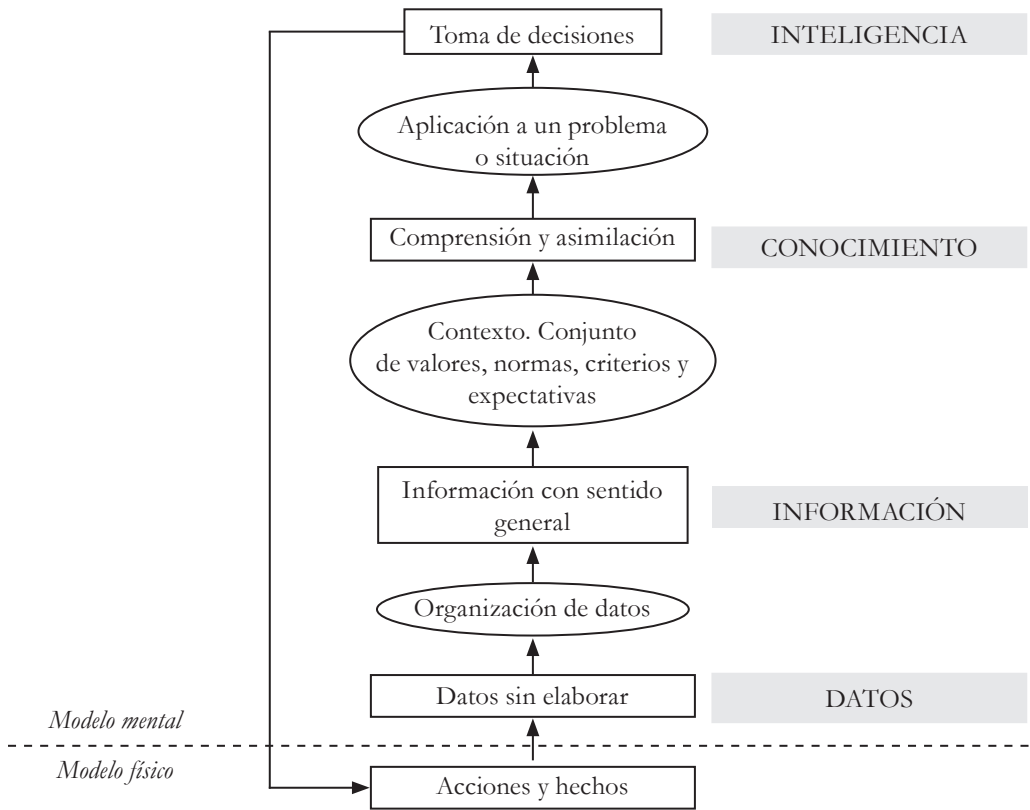 Toma de decisiones
INTELIGENCIA
Aplicación a un problema
o situación
Comprensión y asimilación
CONOCIMIENTO
Contexto. Conjunto
de valores, normas, criterios y
expectativas
Información con sentido
general
INFORMACIÓN
Organización de datos
Datos sin elaborar
DATOS
Modelo mental
Modelo físico
Acciones y hechos